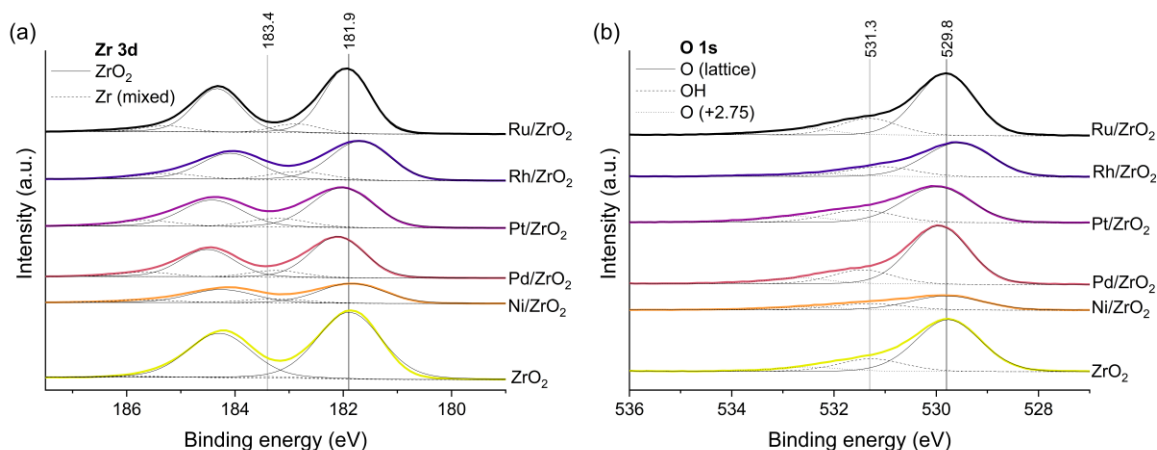 (a)
Zr 3d
ZrO₂
Zr (mixed)
183.4
181.9
Ru/ZrO₂
Rh/ZrO₂
Pt/ZrO₂
Pd/ZrO₂
Ni/ZrO₂
ZrO₂
Intensity (a.u.)
186
184
182
180
Binding energy (eV)
(b)
O 1s
O (lattice)
OH
O (+2.75)
531.3
529.8
Ru/ZrO₂
Rh/ZrO₂
Pt/ZrO₂
Pd/ZrO₂
Ni/ZrO₂
ZrO₂
Intensity (a.u.)
536
534
532
530
528
Binding energy (eV)